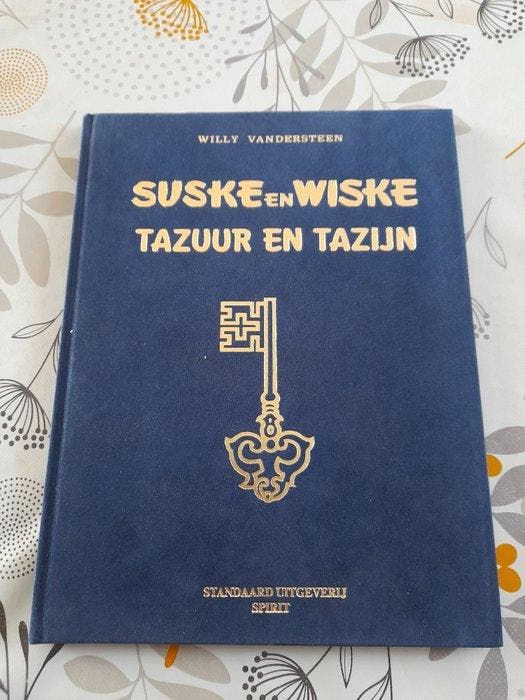 WILLY VANDERSTEEN
SUSKE EN WISKE
TAZUUR EN TAZIJN
STANDAARD UITGEVERIJ
SPIRIT